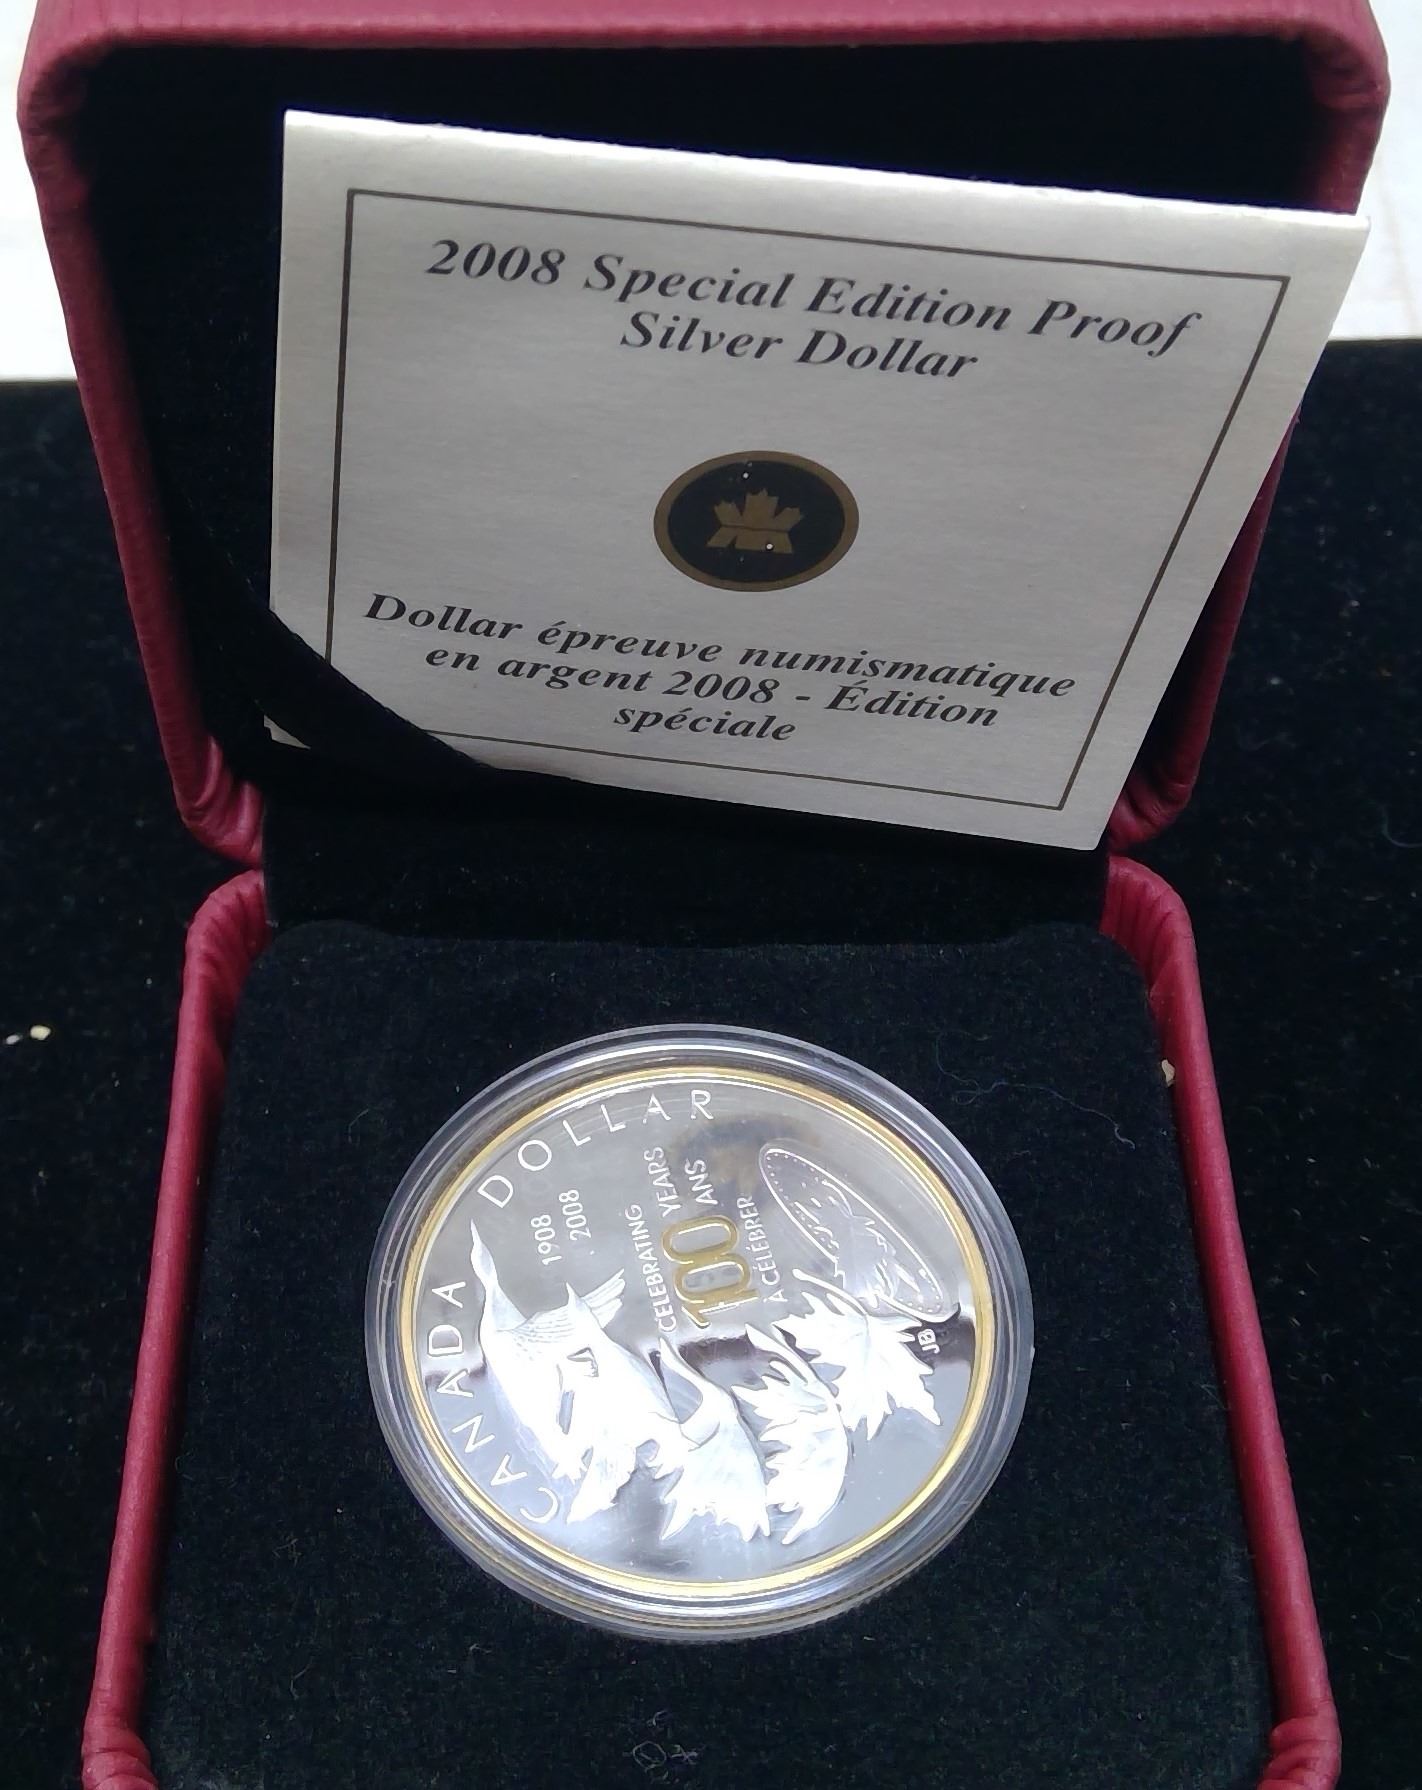 2008 Special Edition Proof
Silver Dollar
Dollar épreuve numismatique
en argent 2008 - Édition
spéciale
CANADA DOLLAR
1908
2008
CELEBRATING
100 YEARS
ANS
À CÉLÉBRER
JB